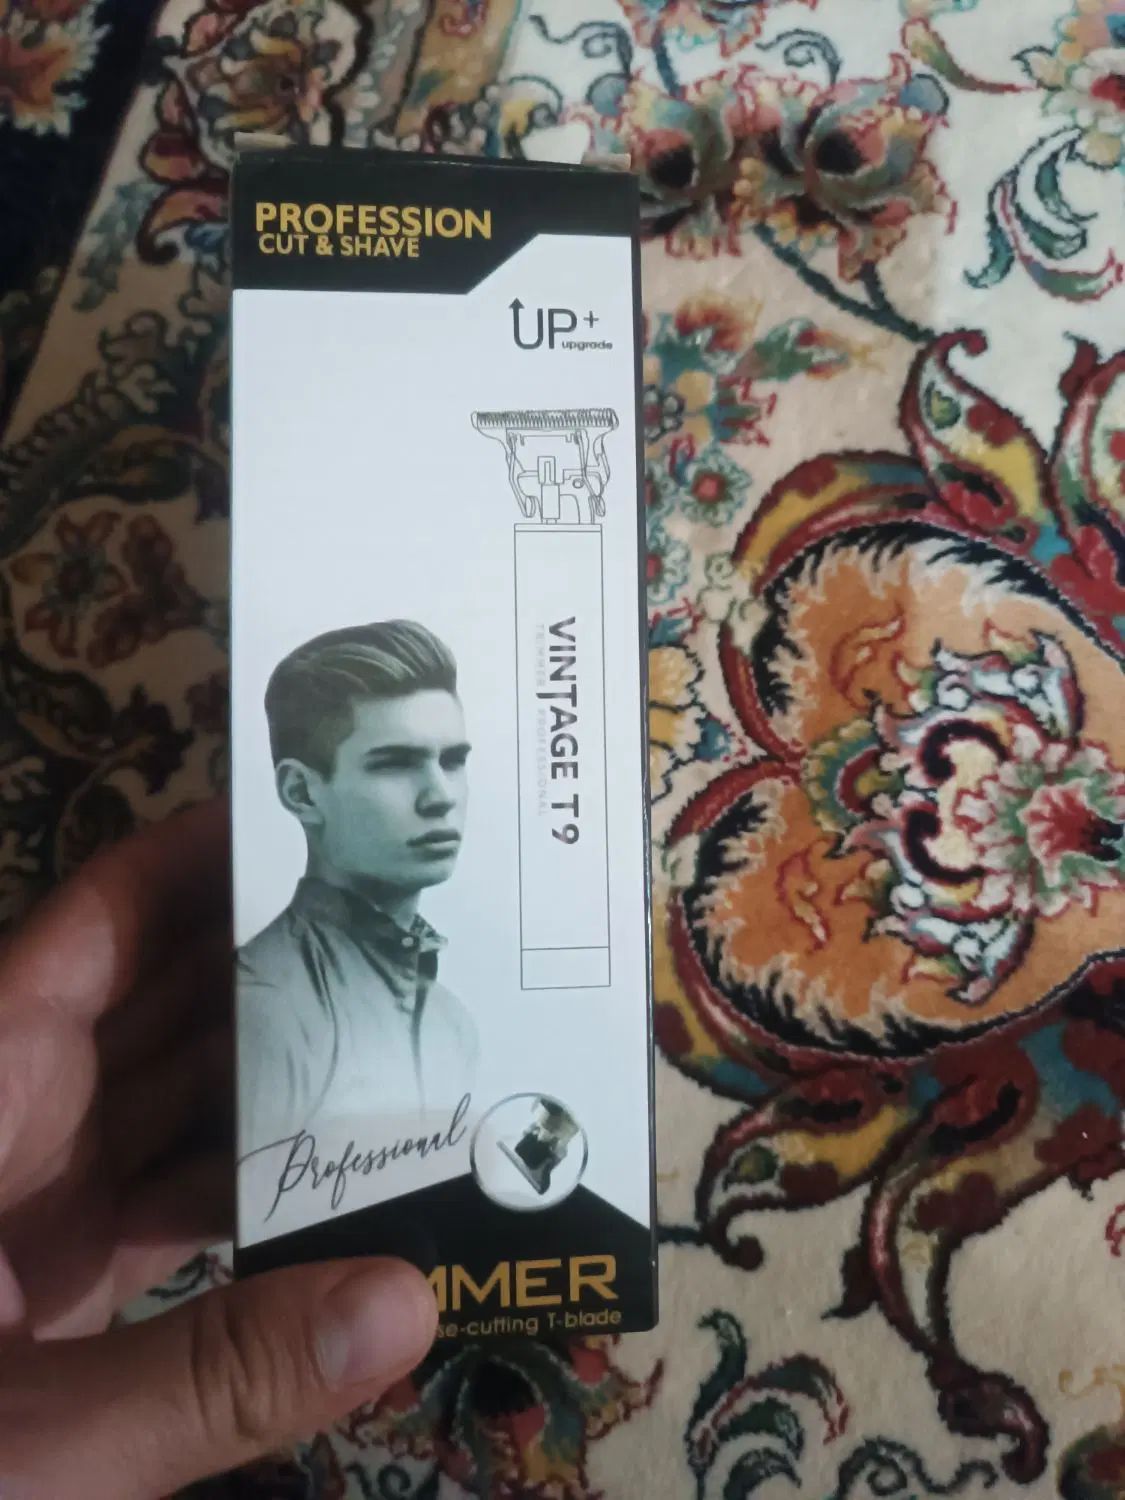 PROFESSION
CUT & SHAVE
UP+
upgrade
VINTAGE T9
TRIMMER PROFESSIONAL
Professional
MMER
se-cutting T-blade